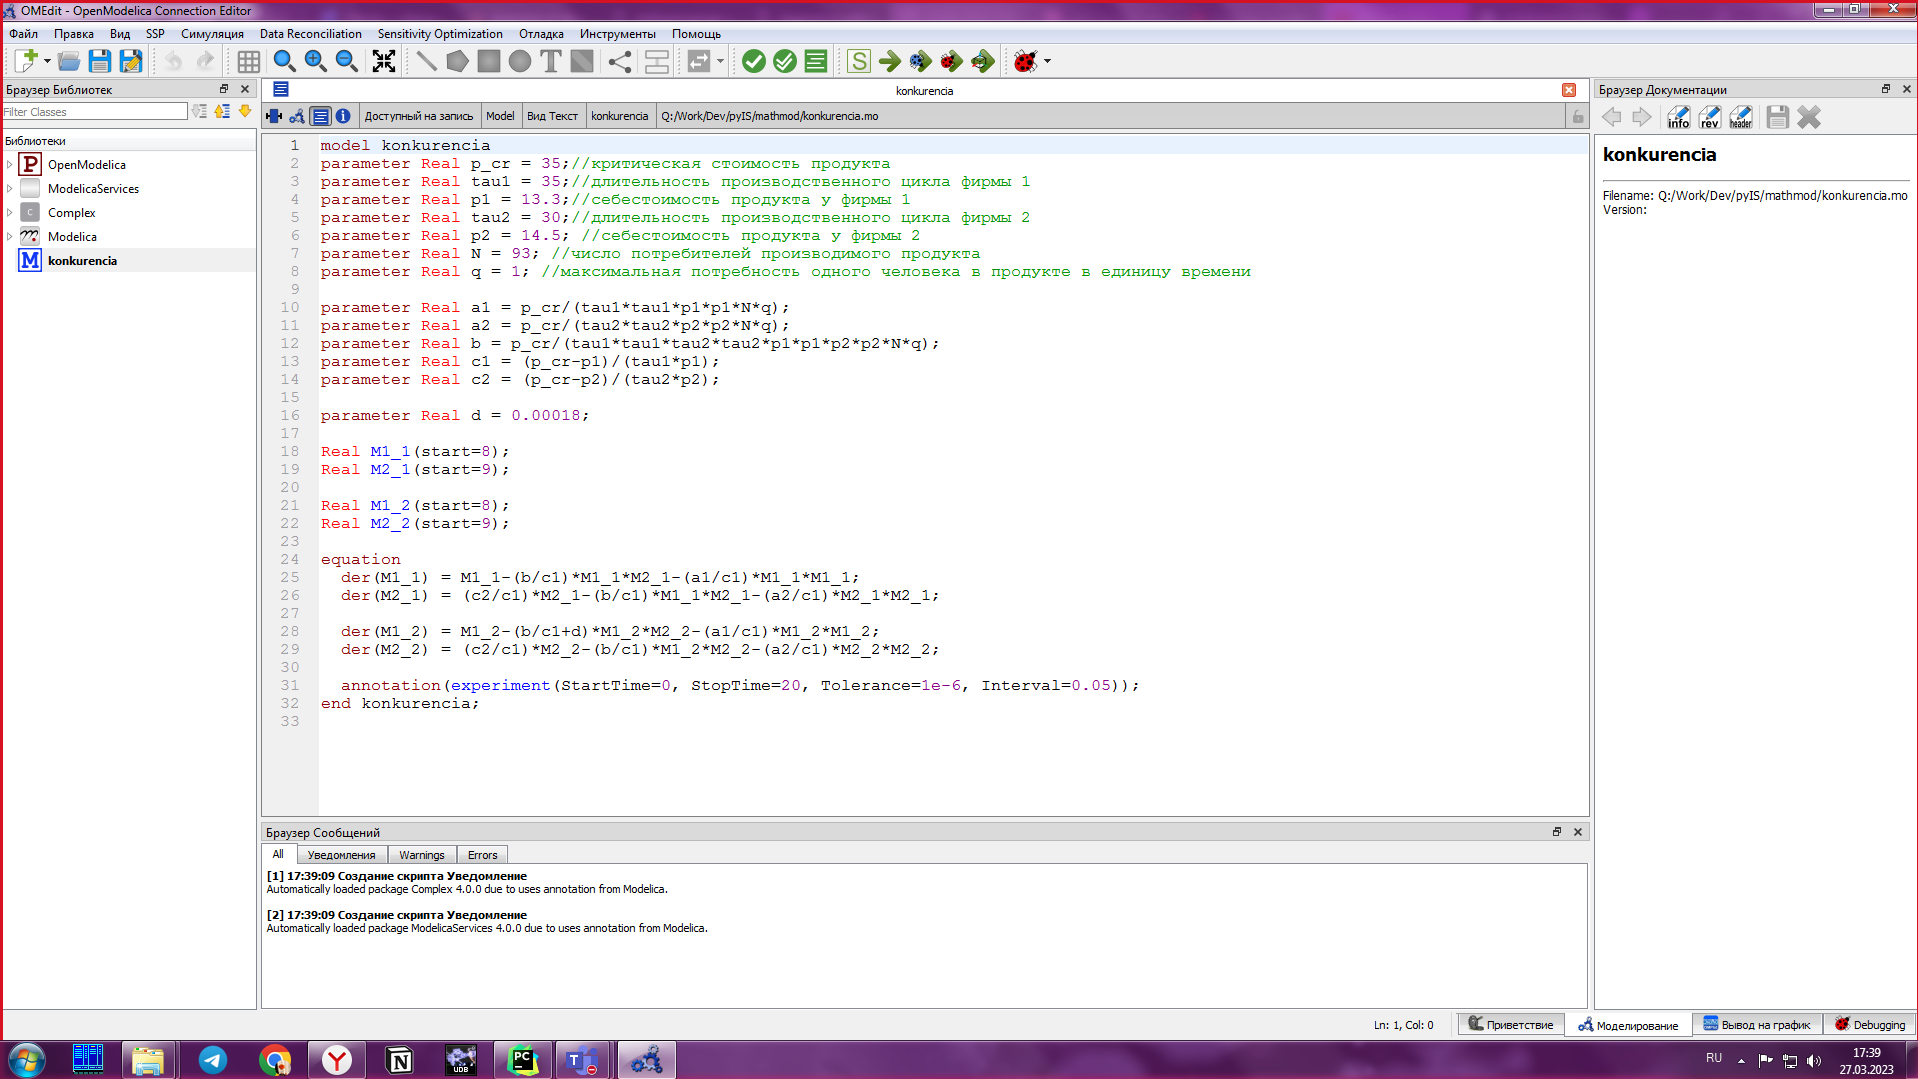 OMEdit - OpenModelica Connection Editor
Файл Правка Вид SSP Симуляция Data Reconciliation Sensitivity Optimization Отладка Инструменты Помощь
Браузер Библиотек
Filter Classes
Библиотеки
P OpenModelica
ModelicaServices
C Complex
Modelica
M konkurencia
konkurencia
Доступный на запись Model Вид Текст konkurencia Q:/Work/Dev/pyIS/mathmod/konkurencia.mo
1 model konkurencia
2 parameter Real p_cr = 35;//критическая стоимость продукта
3 parameter Real tau1 = 35;//длительность производственного цикла фирмы 1
4 parameter Real p1 = 13.3;//себестоимость продукта у фирмы 1
5 parameter Real tau2 = 30;//длительность производственного цикла фирмы 2
6 parameter Real p2 = 14.5; //себестоимость продукта у фирмы 2
7 parameter Real N = 93; //число потребителей производимого продукта
8 parameter Real q = 1; //максимальная потребность одного человека в продукте в единицу времени
9
10 parameter Real a1 = p_cr/(tau1*tau1*p1*p1*N*q);
11 parameter Real a2 = p_cr/(tau2*tau2*p2*p2*N*q);
12 parameter Real b = p_cr/(tau1*tau1*tau2*tau2*p1*p1*p2*p2*N*q);
13 parameter Real c1 = (p_cr-p1)/(tau1*p1);
14 parameter Real c2 = (p_cr-p2)/(tau2*p2);
15
16 parameter Real d = 0.00018;
17
18 Real M1_1(start=8);
19 Real M2_1(start=9);
20
21 Real M1_2(start=8);
22 Real M2_2(start=9);
23
24 equation
25 der(M1_1) = M1_1-(b/c1)*M1_1*M2_1-(a1/c1)*M1_1*M1_1;
26 der(M2_1) = (c2/c1)*M2_1-(b/c1)*M1_1*M2_1-(a2/c1)*M2_1*M2_1;
27
28 der(M1_2) = M1_2-(b/c1+d)*M1_2*M2_2-(a1/c1)*M1_2*M1_2;
29 der(M2_2) = (c2/c1)*M2_2-(b/c1)*M1_2*M2_2-(a2/c1)*M2_2*M2_2;
30
31 annotation(experiment(StartTime=0, StopTime=20, Tolerance=1e-6, Interval=0.05));
32 end konkurencia;
33
Браузер Сообщений
All Уведомления Warnings Errors
[1] 17:39:09 Создание скрипта Уведомление
Automatically loaded package Complex 4.0.0 due to uses annotation from Modelica.
[2] 17:39:09 Создание скрипта Уведомление
Automatically loaded package ModelicaServices 4.0.0 due to uses annotation from Modelica.
Браузер Документации
info rev header
konkurencia
Filename: Q:/Work/Dev/pyIS/mathmod/konkurencia.mo
Version:
Ln: 1, Col: 0 Приветствие Моделирование Вывод на график Debugging
RU 17:39
27.03.2023